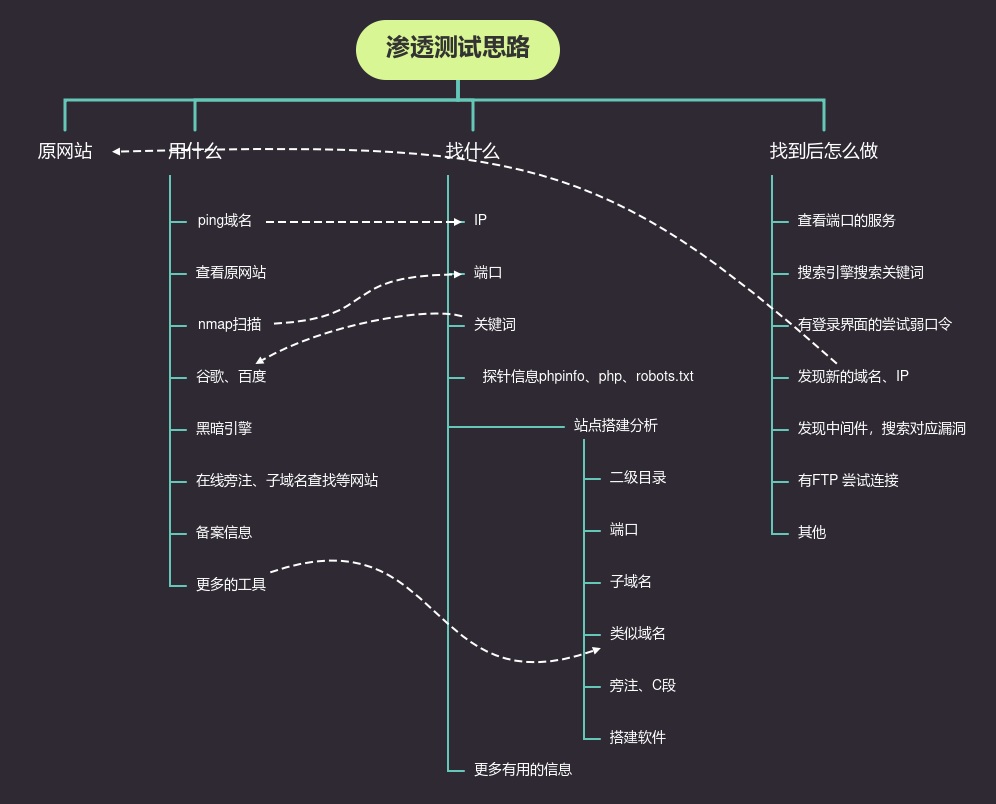 渗透测试思路
原网站
用什么
ping域名
查看原网站
nmap扫描
谷歌、百度
黑暗引擎
在线旁注、子域名查找等网站
备案信息
更多的工具
找什么
IP
端口
关键词
探针信息phpinfo、php、robots.txt
站点搭建分析
二级目录
端口
子域名
类似域名
旁注、C段
搭建软件
更多有用的信息
找到后怎么做
查看端口的服务
搜索引擎搜索关键词
有登录界面的尝试弱口令
发现新的域名、IP
发现中间件，搜索对应漏洞
有FTP 尝试连接
其他